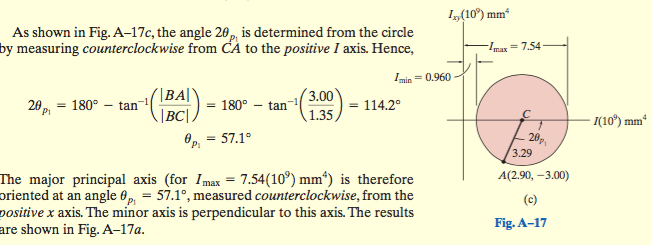 As shown in Fig. A–17c, the angle 2θp₁ is determined from the circle
by measuring counterclockwise from CA to the positive I axis. Hence,
2θp₁ = 180° − tan⁻¹(|BA|/|BC|) = 180° − tan⁻¹(3.00/1.35) = 114.2°
θp₁ = 57.1°
The major principal axis (for Imax = 7.54(10⁹) mm⁴) is therefore
oriented at an angle θp₁ = 57.1°, measured counterclockwise, from the
positive x axis. The minor axis is perpendicular to this axis. The results
are shown in Fig. A–17a.
Ixy(10⁹) mm⁴
Imax = 7.54
Imin = 0.960
C
I(10⁹) mm⁴
2θp₁
3.29
A(2.90, −3.00)
(c)
Fig. A–17